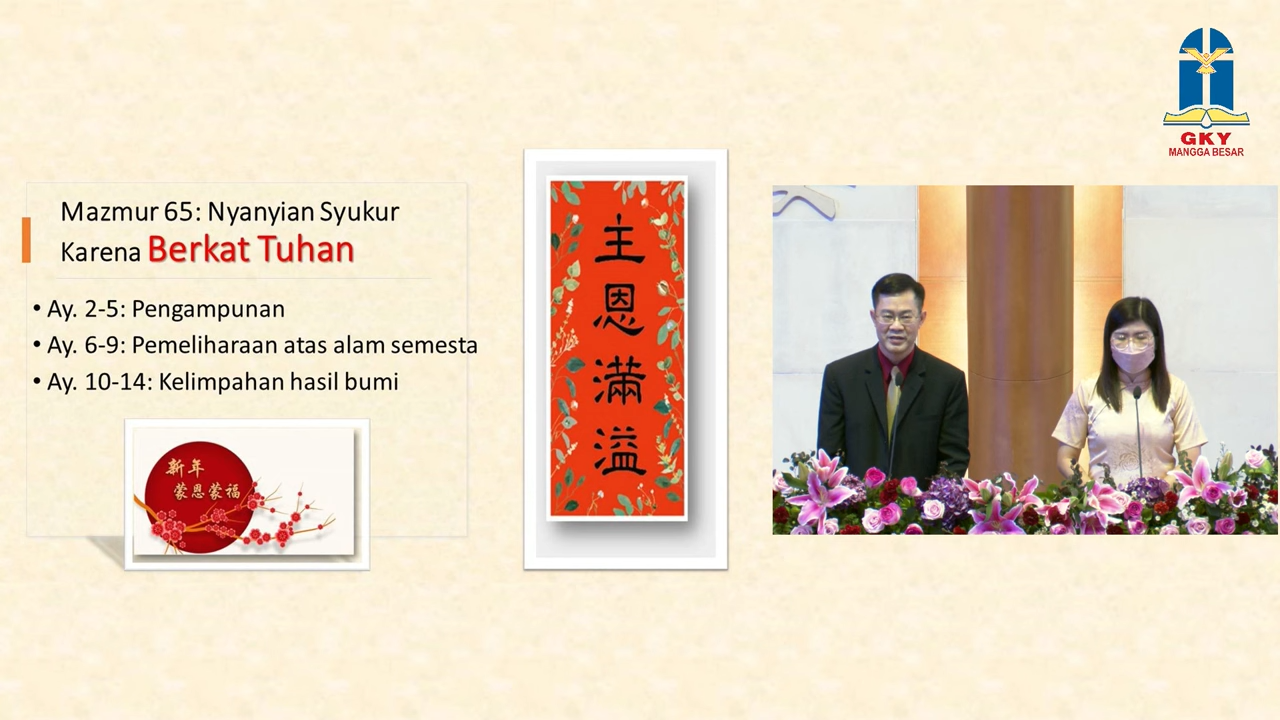 Mazmur 65: Nyanyian Syukur
Karena Berkat Tuhan
• Ay. 2-5: Pengampunan
• Ay. 6-9: Pemeliharaan atas alam semesta
• Ay. 10-14: Kelimpahan hasil bumi
新年
蒙恩蒙福
主恩滿溢
GKY
MANGGA BESAR